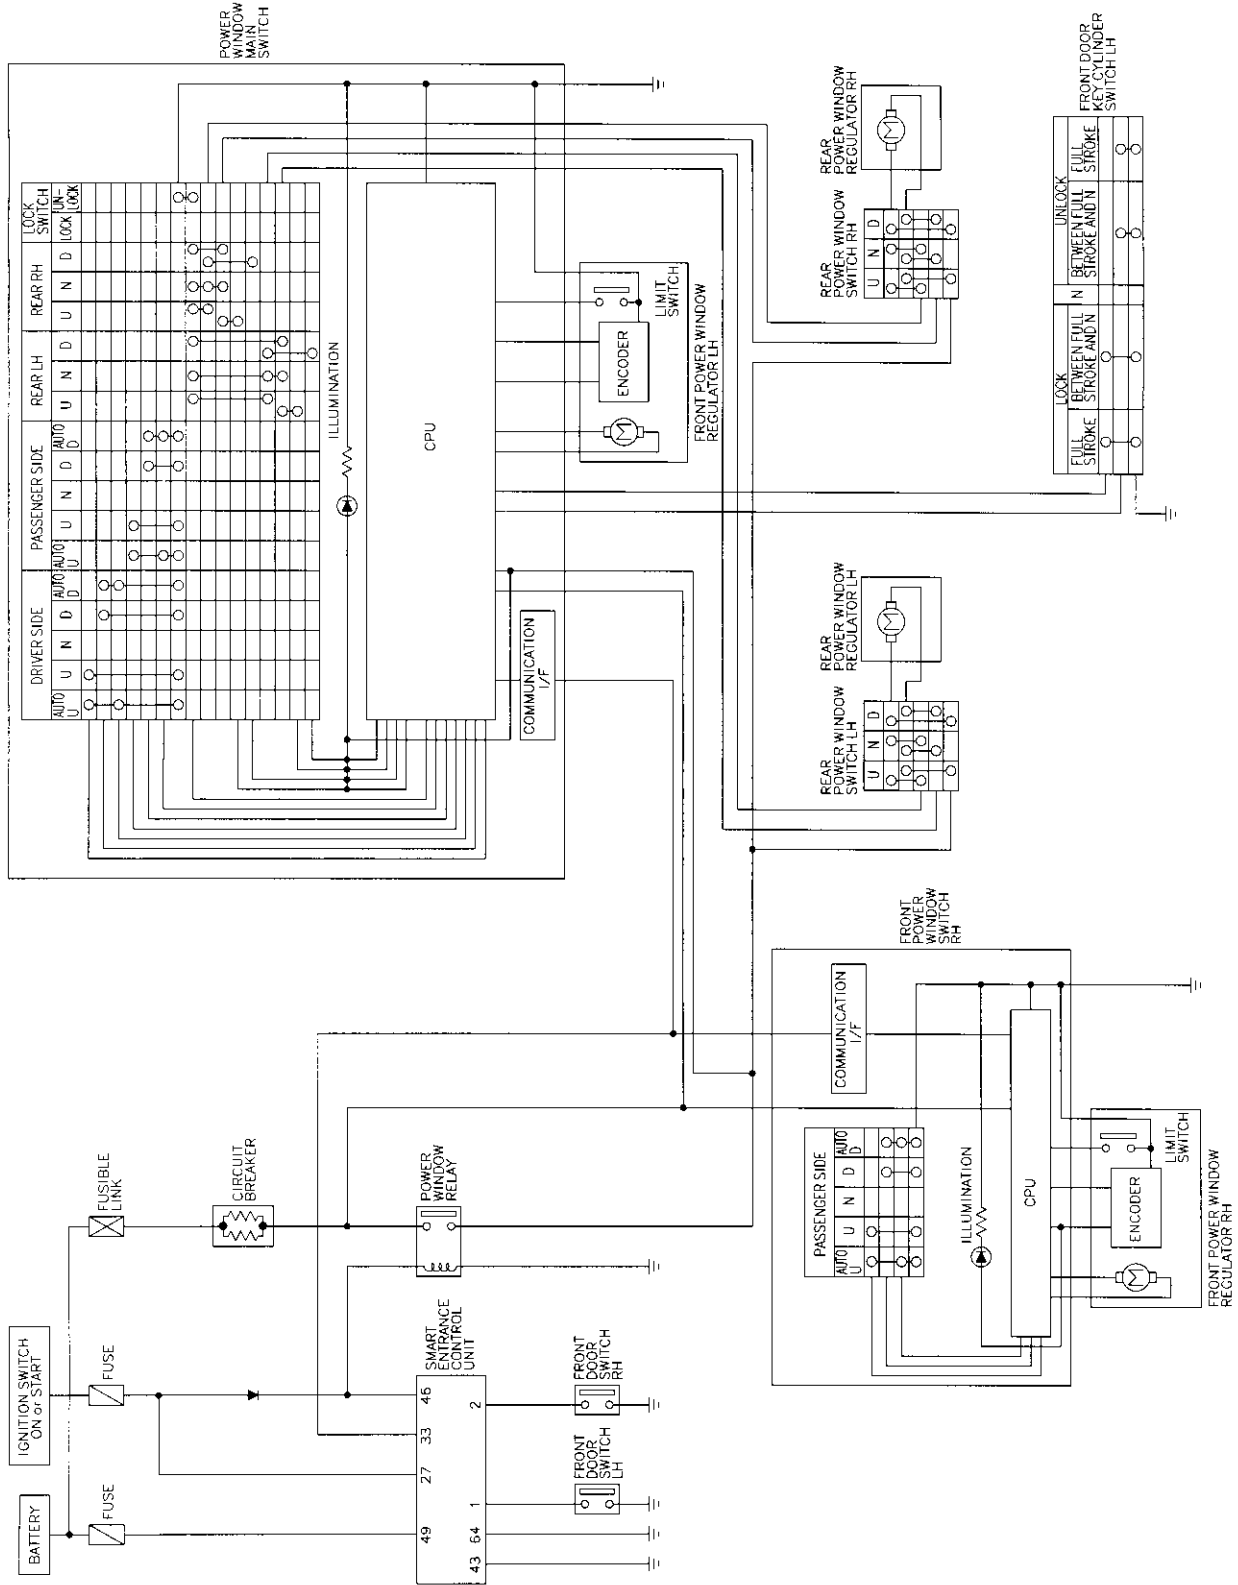 BATTERY
IGNITION SWITCH
ON or START
FUSE
FUSE
FUSIBLE
LINK
CIRCUIT
BREAKER
POWER
WINDOW
RELAY
SMART
ENTRANCE
CONTROL
UNIT
49
27
33
46
43
64
1
2
FRONT
DOOR
SWITCH
LH
FRONT
DOOR
SWITCH
RH
POWER
WINDOW
MAIN
SWITCH
DRIVER SIDE
PASSENGER SIDE
REAR LH
REAR RH
LOCK
SWITCH
AUTO
U
U
N
D
AUTO
D
AUTO
U
U
N
D
AUTO
D
U
N
D
U
N
D
LOCK
UN-
LOCK
ILLUMINATION
CPU
COMMUNICATION
I/F
M
ENCODER
LIMIT
SWITCH
FRONT POWER WINDOW
REGULATOR LH
FRONT
POWER
WINDOW
SWITCH
RH
PASSENGER SIDE
AUTO
U
U
N
D
AUTO
D
COMMUNICATION
I/F
ILLUMINATION
CPU
M
ENCODER
LIMIT
SWITCH
FRONT POWER WINDOW
REGULATOR RH
REAR
POWER WINDOW
SWITCH LH
U
N
D
REAR
POWER WINDOW
REGULATOR LH
M
REAR
POWER WINDOW
SWITCH RH
U
N
D
REAR
POWER WINDOW
REGULATOR RH
M
FRONT DOOR
KEY CYLINDER
SWITCH LH
LOCK
N
UNLOCK
FULL
STROKE
BETWEEN FULL
STROKE AND N
BETWEEN FULL
STROKE AND N
FULL
STROKE